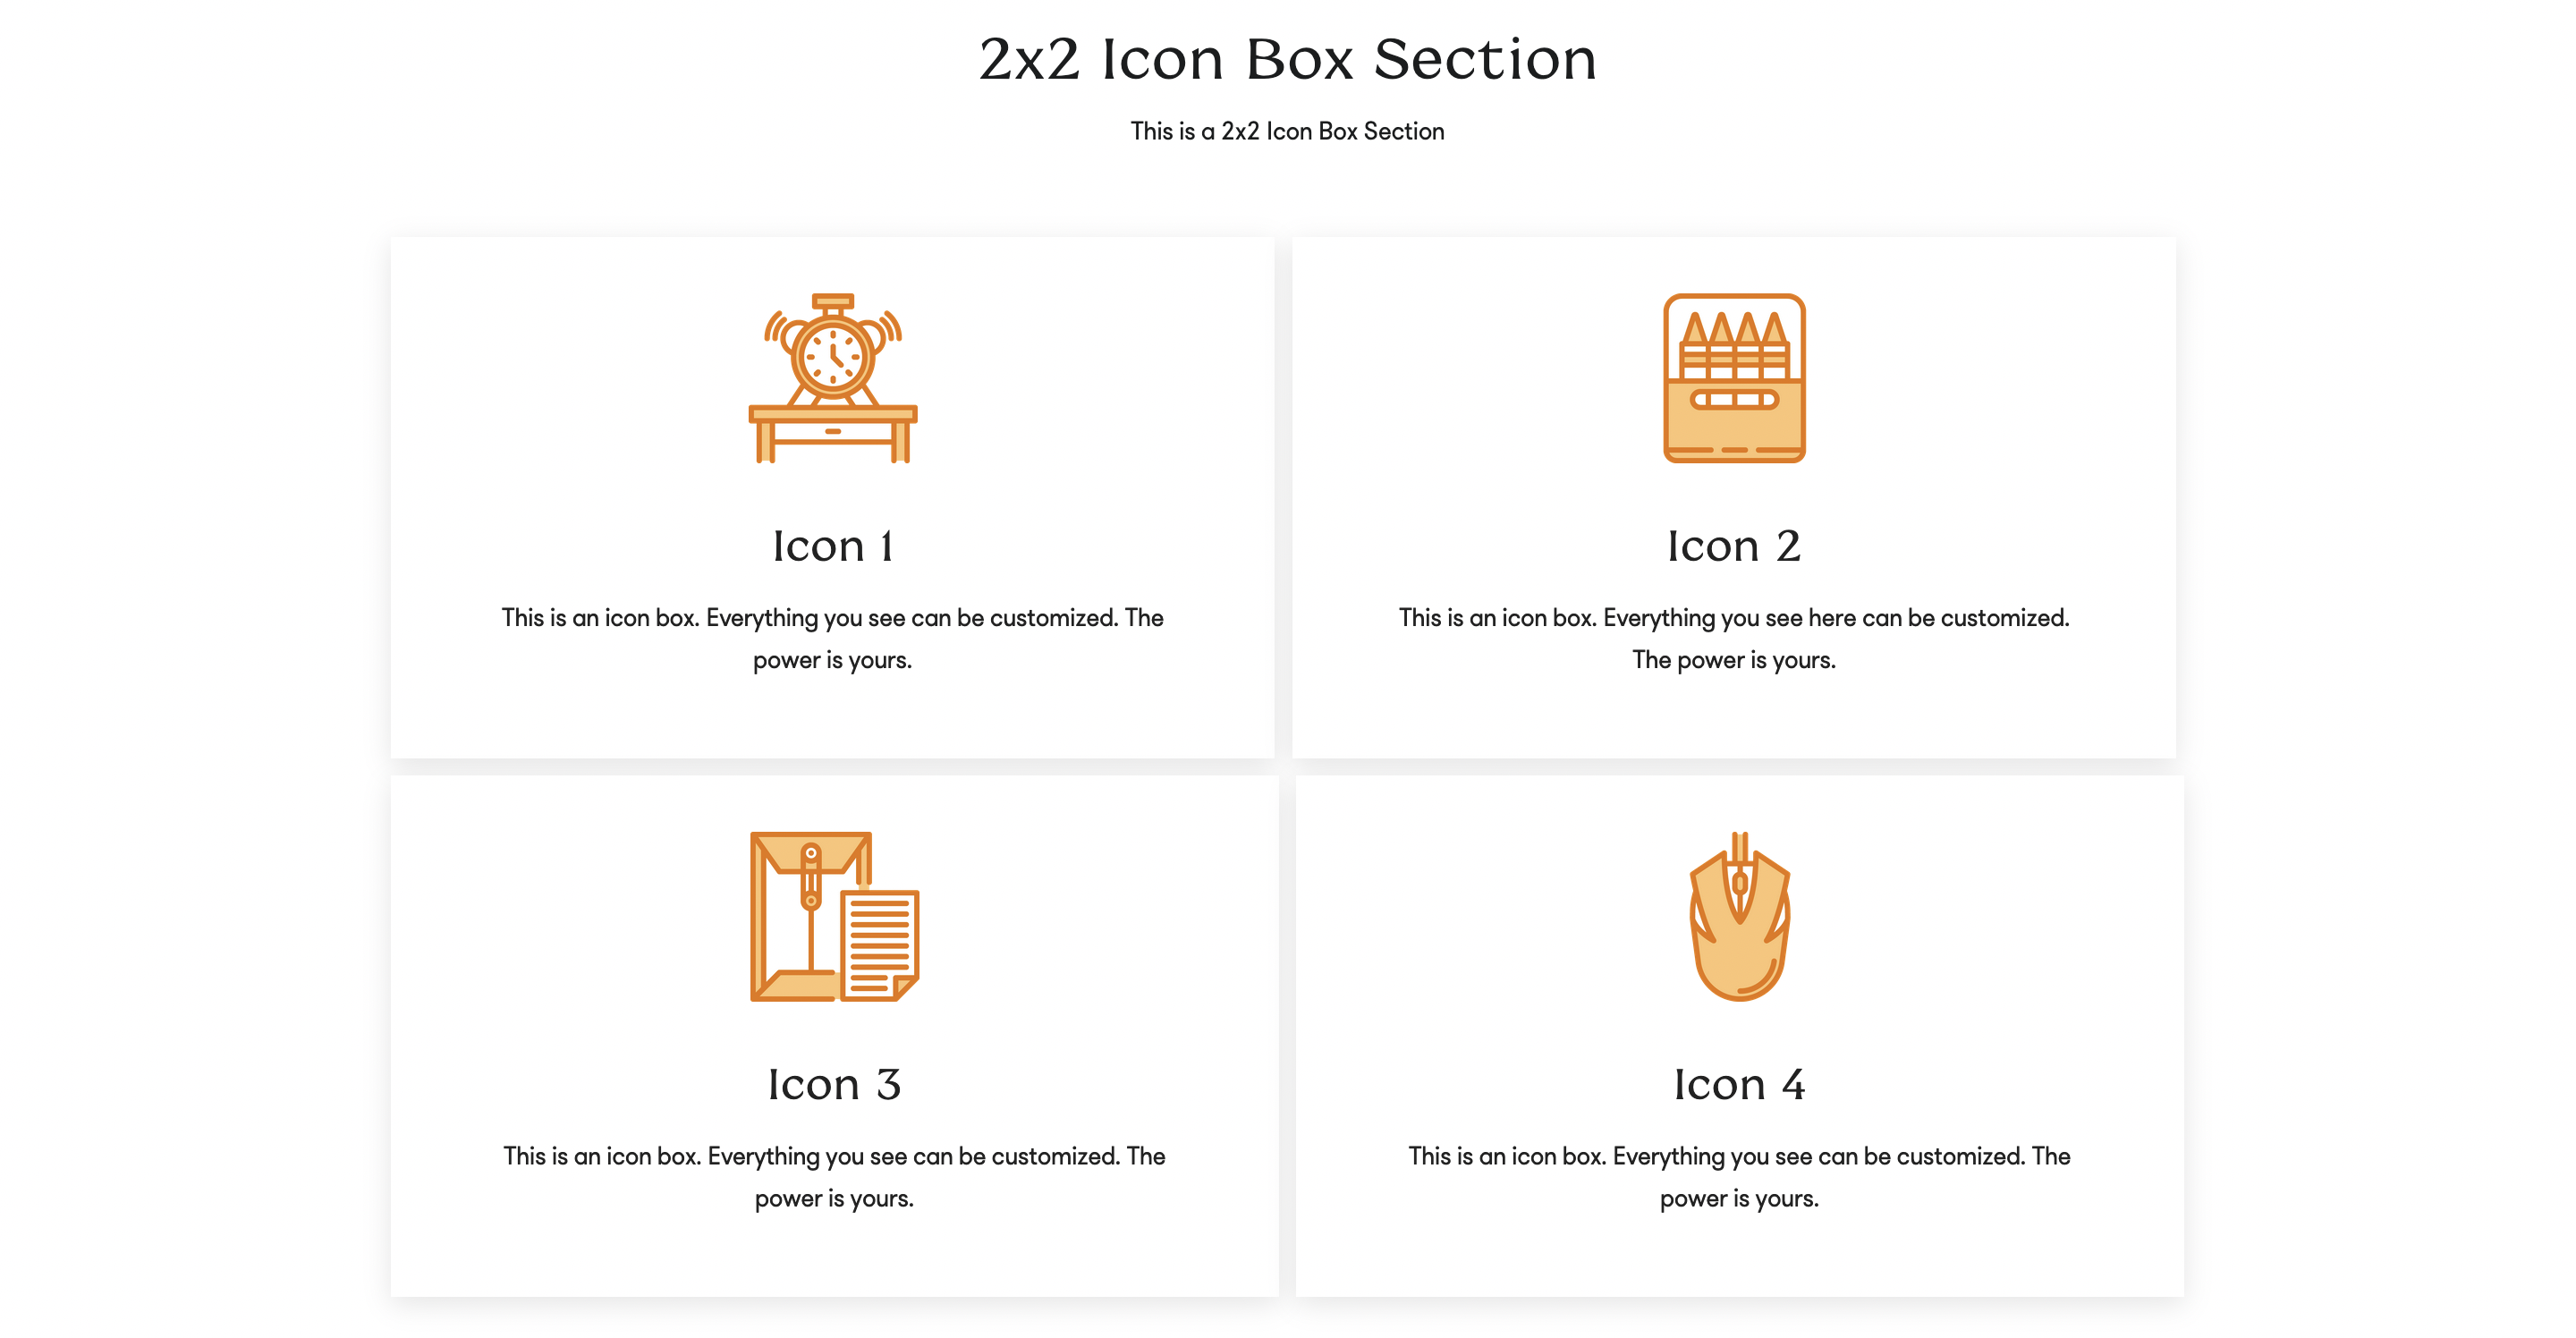 2x2 Icon Box Section
This is a 2x2 Icon Box Section
Icon 1
This is an icon box. Everything you see can be customized. The
power is yours.
Icon 2
This is an icon box. Everything you see here can be customized.
The power is yours.
Icon 3
This is an icon box. Everything you see can be customized. The
power is yours.
Icon 4
This is an icon box. Everything you see can be customized. The
power is yours.